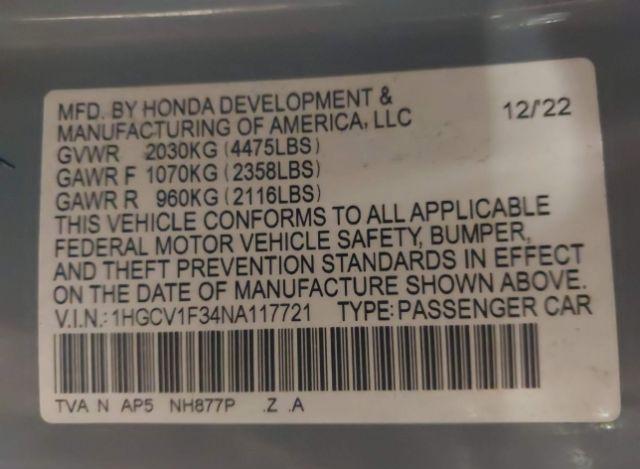 MFD. BY HONDA DEVELOPMENT &
MANUFACTURING OF AMERICA, LLC 12/'22
GVWR 2030KG (4475LBS)
GAWR F 1070KG (2358LBS)
GAWR R 960KG (2116LBS)
THIS VEHICLE CONFORMS TO ALL APPLICABLE
FEDERAL MOTOR VEHICLE SAFETY, BUMPER,
AND THEFT PREVENTION STANDARDS IN EFFECT
ON THE DATE OF MANUFACTURE SHOWN ABOVE.
V.I.N.: 1HGCV1F34NA117721 TYPE: PASSENGER CAR
TVA N AP5 NH877P .Z .A